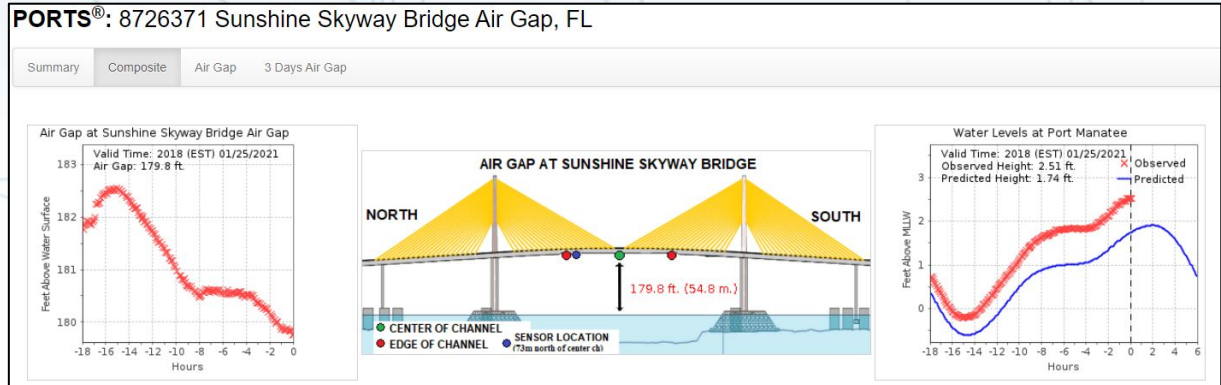 PORTS®: 8726371 Sunshine Skyway Bridge Air Gap, FL
Summary Composite Air Gap 3 Days Air Gap
Air Gap at Sunshine Skyway Bridge Air Gap
Valid Time: 2018 (EST) 01/25/2021
Air Gap: 179.8 ft.
Feet Above Water Surface
183
182
181
180
-18 -16 -14 -12 -10 -8 -6 -4 -2 0
Hours
AIR GAP AT SUNSHINE SKYWAY BRIDGE
NORTH
SOUTH
179.8 ft. (54.8 m.)
CENTER OF CHANNEL
EDGE OF CHANNEL
SENSOR LOCATION
(73m north of center ch)
Water Levels at Port Manatee
Valid Time: 2018 (EST) 01/25/2021
Observed Height: 2.51 ft.
Predicted Height: 1.74 ft.
Observed
Predicted
Feet Above MLLW
3
2
1
0
-18 -16 -14 -12 -10 -8 -6 -4 -2 0 2 4 6
Hours